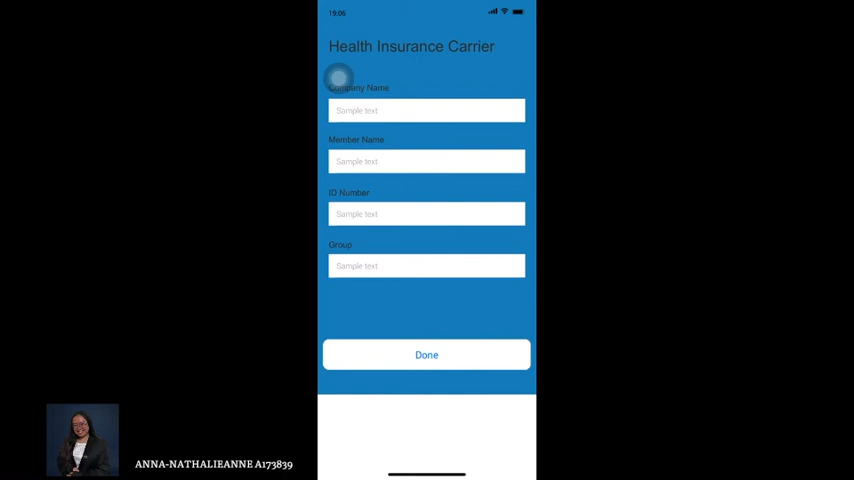 19:06
Health Insurance Carrier
Company Name
Sample text
Member Name
Sample text
ID Number
Sample text
Group
Sample text
Done
ANNA-NATHALIEANNE A173839